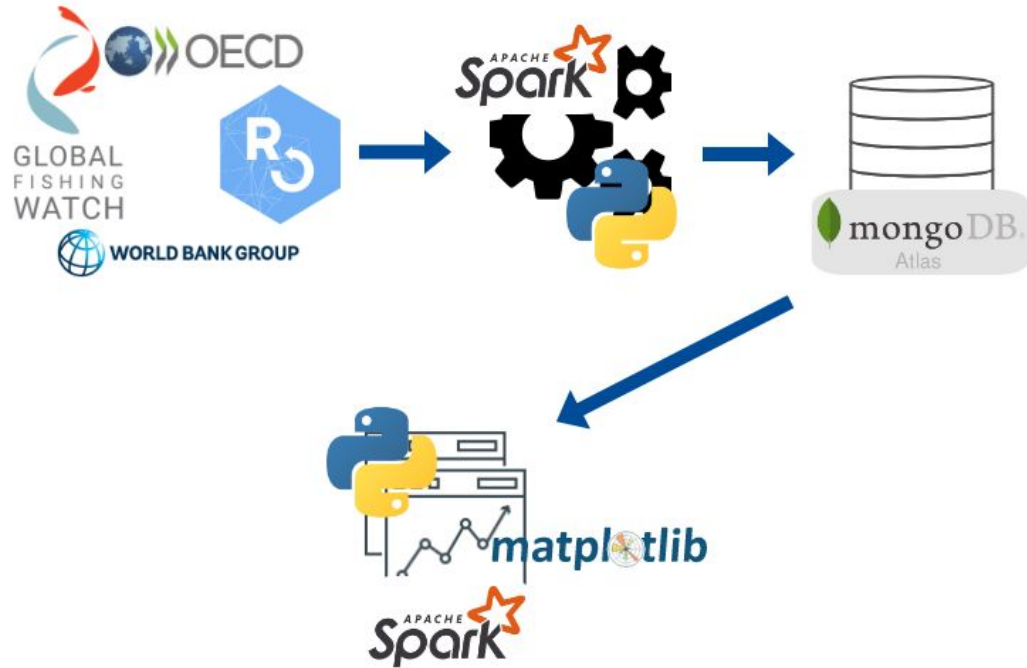 OECD
GLOBAL
FISHING
WATCH
R
WORLD BANK GROUP
APACHE
Spark
mongoDB.
Atlas
matplotlib
APACHE
Spark